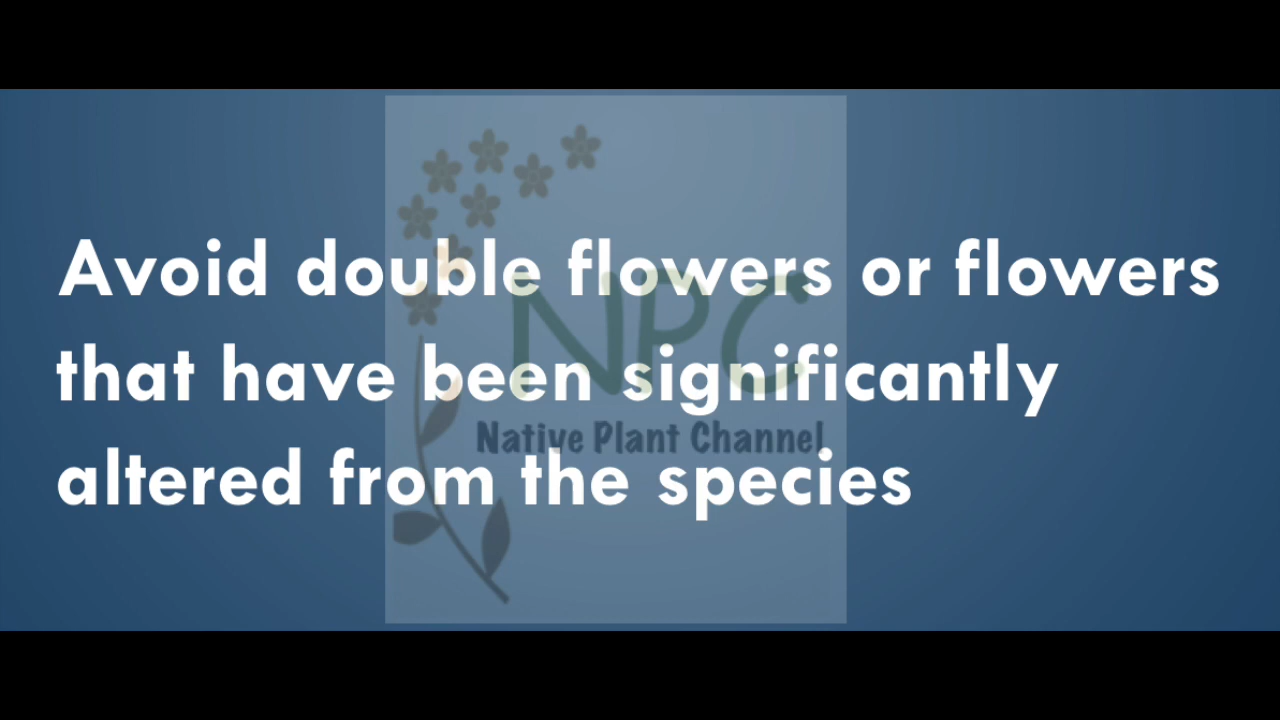 Avoid double flowers or flowers
that have been significantly
altered from the species
NPC
Native Plant Channel